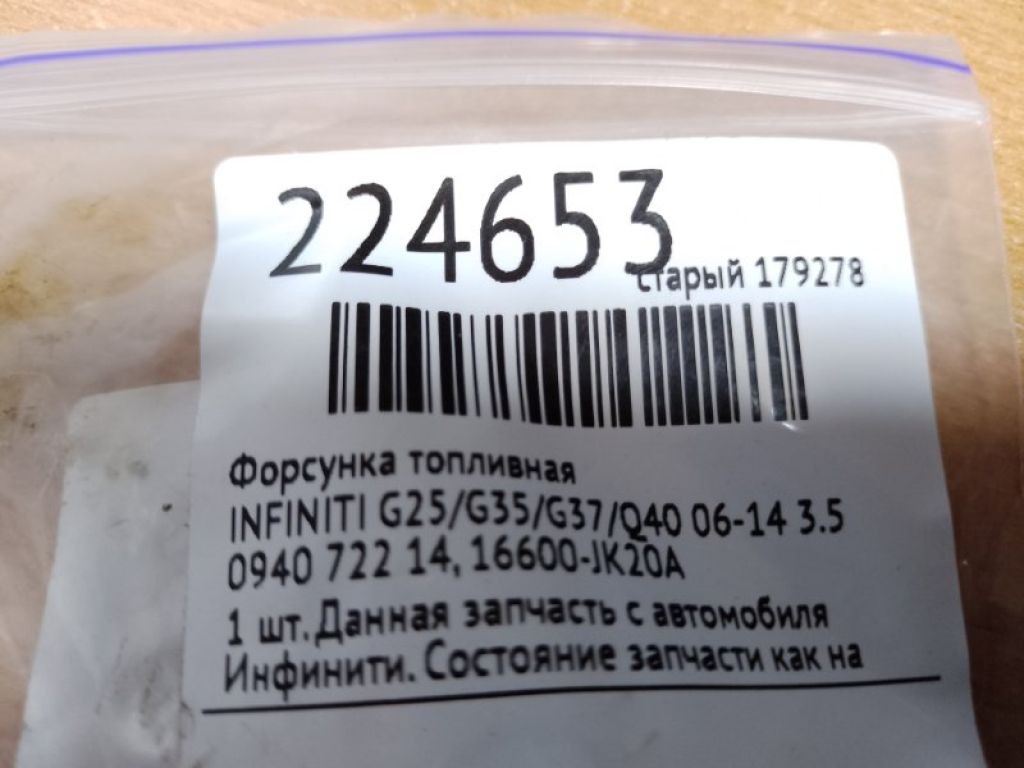 224653
старый 179278
Форсунка топливная
INFINITI G25/G35/G37/Q40 06-14 3.5
0940 722 14, 16600-JK20A
1 шт. Данная запчасть с автомобиля
Инфинити. Состояние запчасти как на